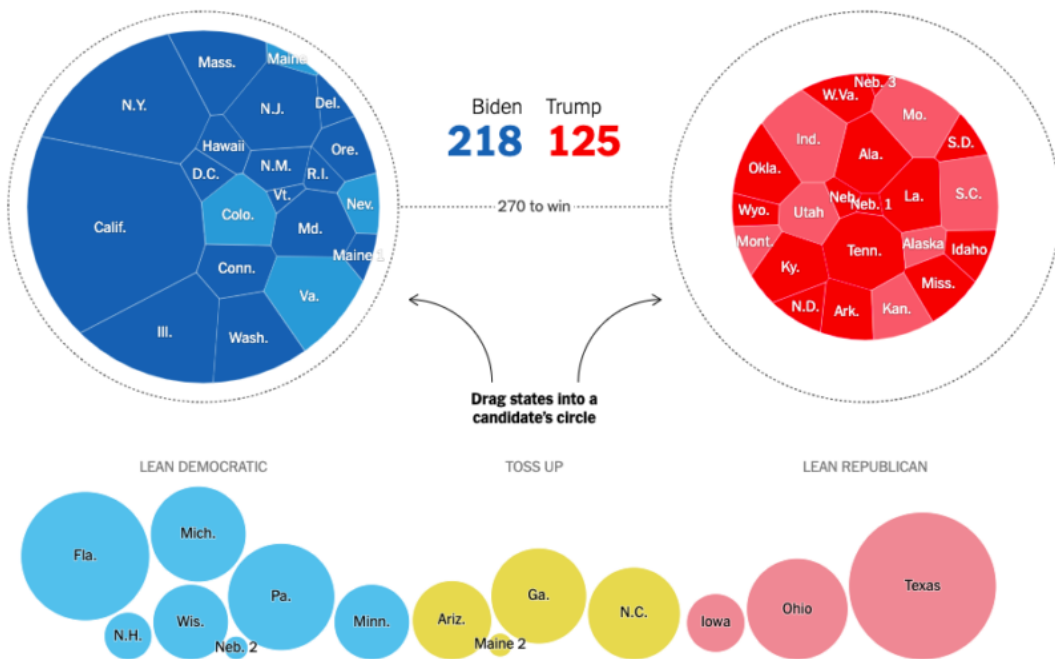 Maine
Mass.
N.Y.
N.J.
Del.
Hawaii
Ore.
D.C.
N.M.
R.I.
Vt.
Nev.
Colo.
Calif.
Md.
Maine 1
Conn.
Va.
Ill.
Wash.
Biden Trump
218 125
270 to win
Neb. 3
W.Va.
Mo.
Ind.
S.D.
Ala.
Okla.
S.C.
Neb.
La.
Neb. 1
Wyo.
Utah
Mont.
Alaska
Idaho
Tenn.
Ky.
Miss.
N.D.
Ark.
Kan.
Drag states into a
candidate's circle
LEAN DEMOCRATIC TOSS UP LEAN REPUBLICAN
Fla.
Mich.
Pa.
Wis.
N.H.
Neb. 2
Minn.
Ariz.
Ga.
Maine 2
N.C.
Iowa
Ohio
Texas